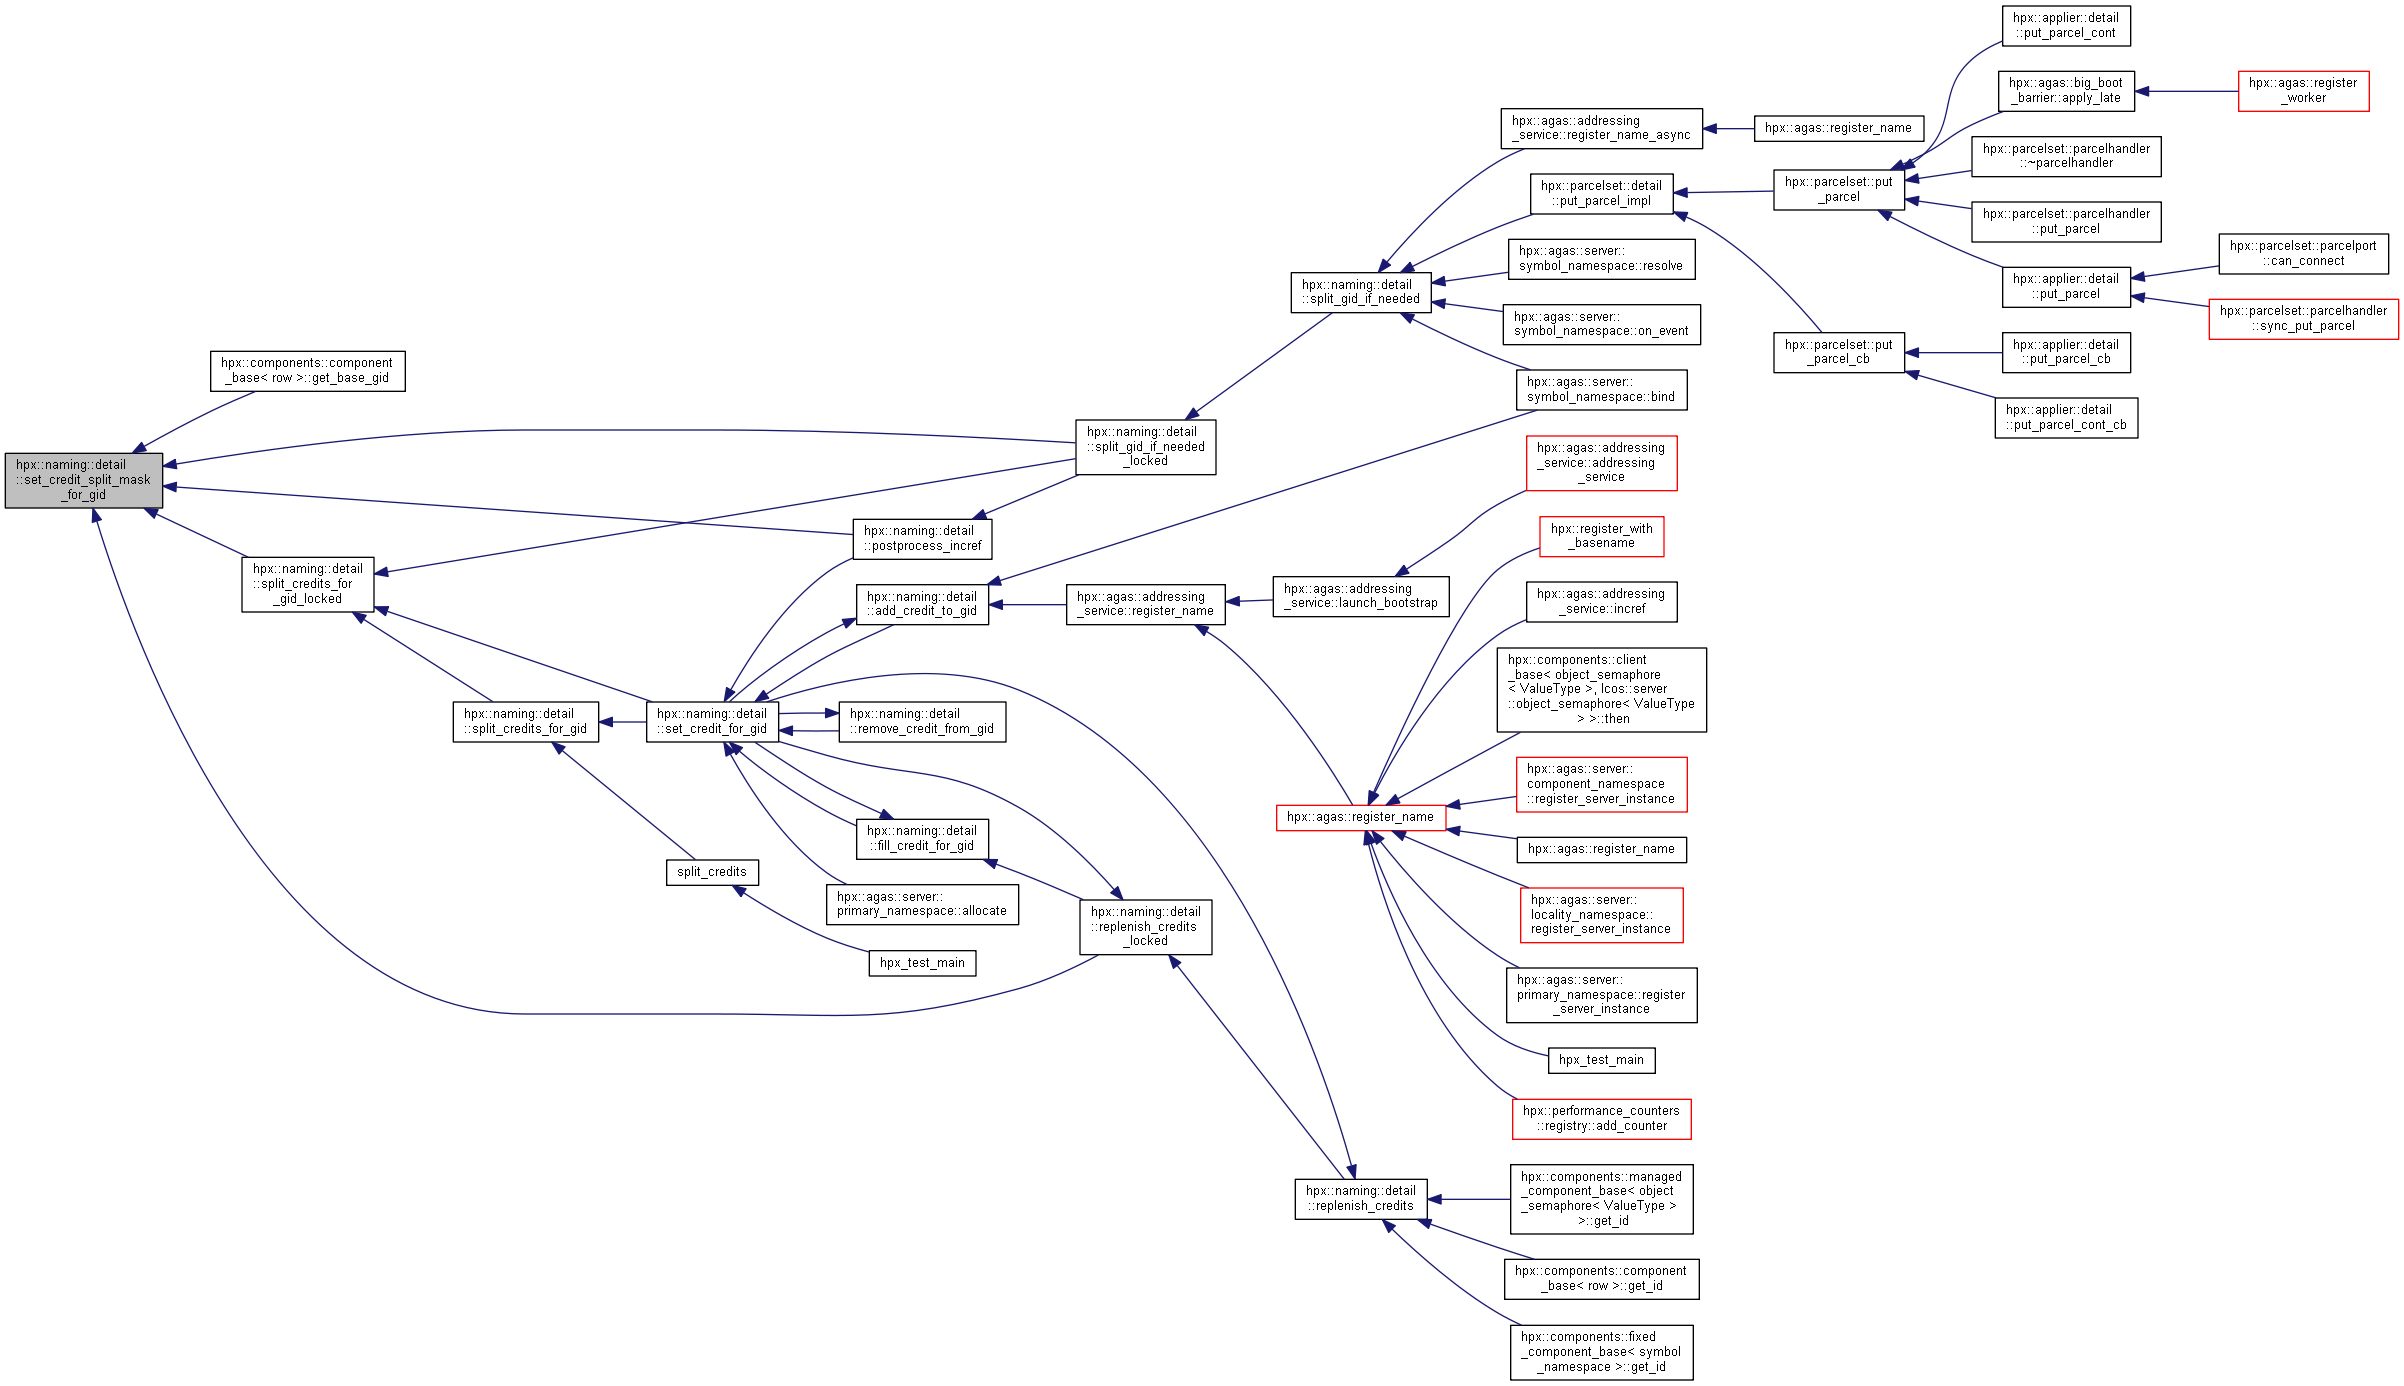 hpx::naming::detail
::set_credit_split_mask
_for_gid
hpx::components::component
_base< row >::get_base_gid
hpx::naming::detail
::split_credits_for
_gid_locked
hpx::naming::detail
::split_credits_for_gid
split_credits
hpx_test_main
hpx::naming::detail
::set_credit_for_gid
hpx::naming::detail
::postprocess_incref
hpx::naming::detail
::add_credit_to_gid
hpx::naming::detail
::remove_credit_from_gid
hpx::naming::detail
::fill_credit_for_gid
hpx::agas::server::
primary_namespace::allocate
hpx::naming::detail
::split_gid_if_needed
_locked
hpx::agas::addressing
_service::register_name
hpx::naming::detail
::replenish_credits
_locked
hpx::naming::detail
::split_gid_if_needed
hpx::agas::addressing
_service::launch_bootstrap
hpx::agas::register_name
hpx::naming::detail
::replenish_credits
hpx::agas::addressing
_service::register_name_async
hpx::parcelset::detail
::put_parcel_impl
hpx::agas::server::
symbol_namespace::resolve
hpx::agas::server::
symbol_namespace::on_event
hpx::agas::server::
symbol_namespace::bind
hpx::agas::addressing
_service::addressing
_service
hpx::register_with
_basename
hpx::agas::addressing
_service::incref
hpx::components::client
_base< object_semaphore
< ValueType >, lcos::server
::object_semaphore< ValueType
> >::then
hpx::agas::server::
component_namespace
::register_server_instance
hpx::agas::register_name
hpx::agas::server::
locality_namespace::
register_server_instance
hpx::agas::server::
primary_namespace::register
_server_instance
hpx_test_main
hpx::performance_counters
::registry::add_counter
hpx::components::managed
_component_base< object
_semaphore< ValueType >
>::get_id
hpx::components::component
_base< row >::get_id
hpx::components::fixed
_component_base< symbol
_namespace >::get_id
hpx::agas::register_name
hpx::parcelset::put
_parcel
hpx::parcelset::put
_parcel_cb
hpx::applier::detail
::put_parcel_cont
hpx::agas::big_boot
_barrier::apply_late
hpx::parcelset::parcelhandler
::~parcelhandler
hpx::parcelset::parcelhandler
::put_parcel
hpx::applier::detail
::put_parcel
hpx::applier::detail
::put_parcel_cb
hpx::applier::detail
::put_parcel_cont_cb
hpx::agas::register
_worker
hpx::parcelset::parcelport
::can_connect
hpx::parcelset::parcelhandler
::sync_put_parcel